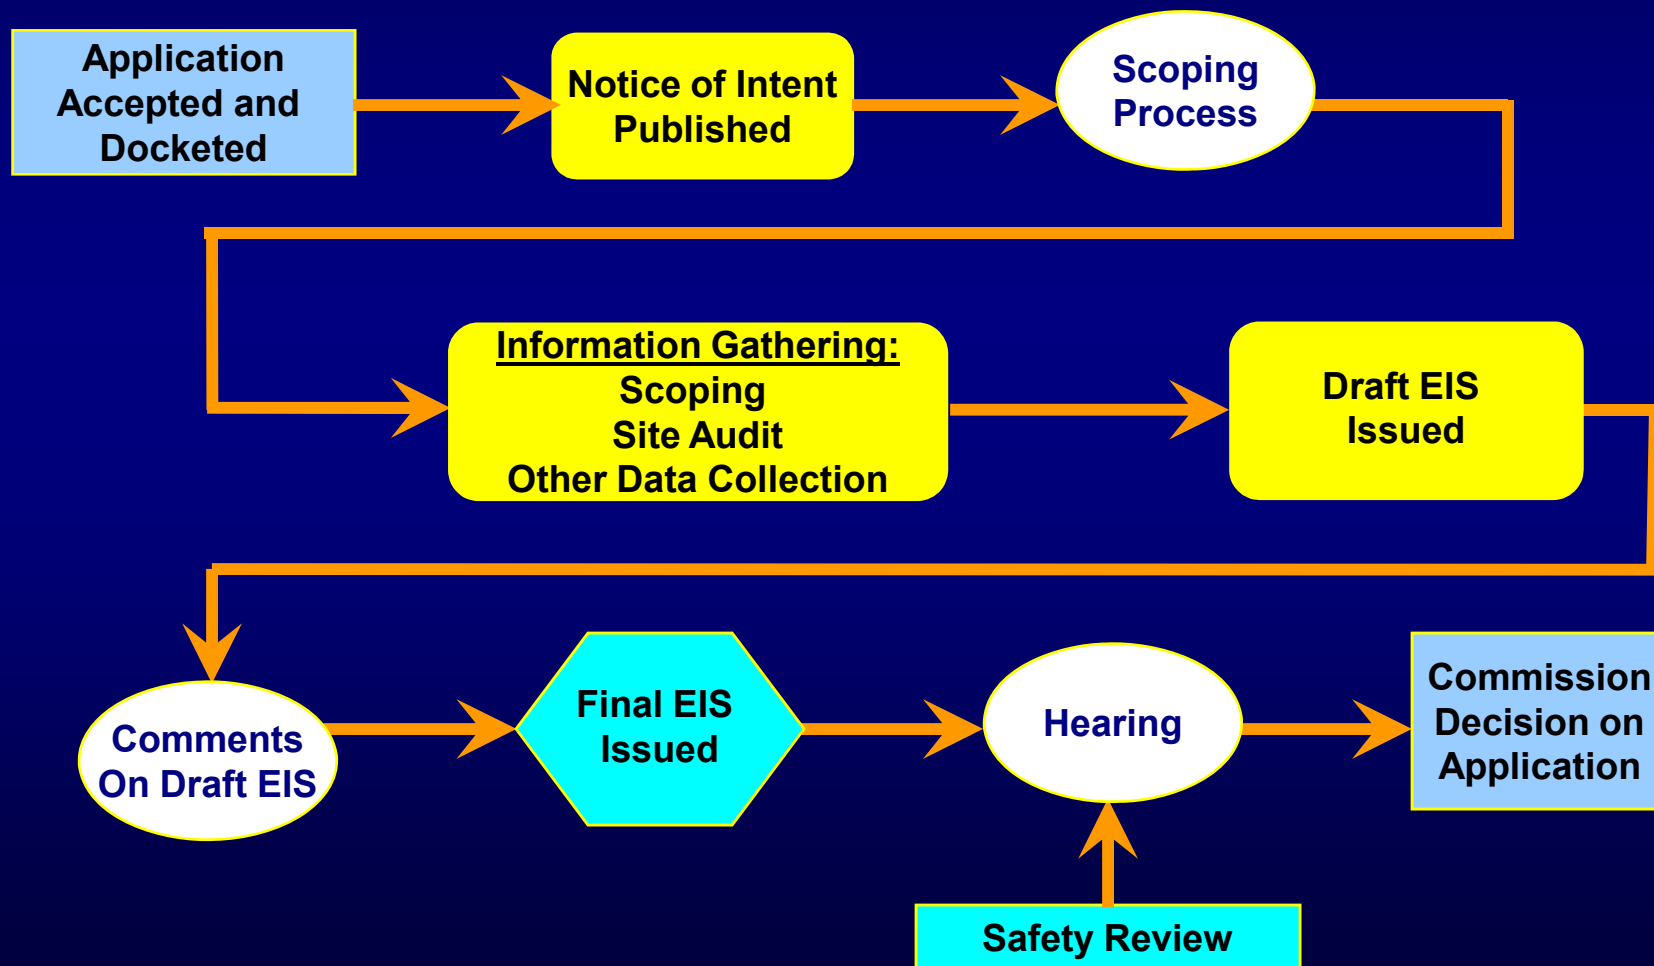 Application
Accepted and
Docketed
Notice of Intent
Published
Scoping
Process
Information Gathering:
Scoping
Site Audit
Other Data Collection
Draft EIS
Issued
Comments
On Draft EIS
Final EIS
Issued
Hearing
Commission
Decision on
Application
Safety Review